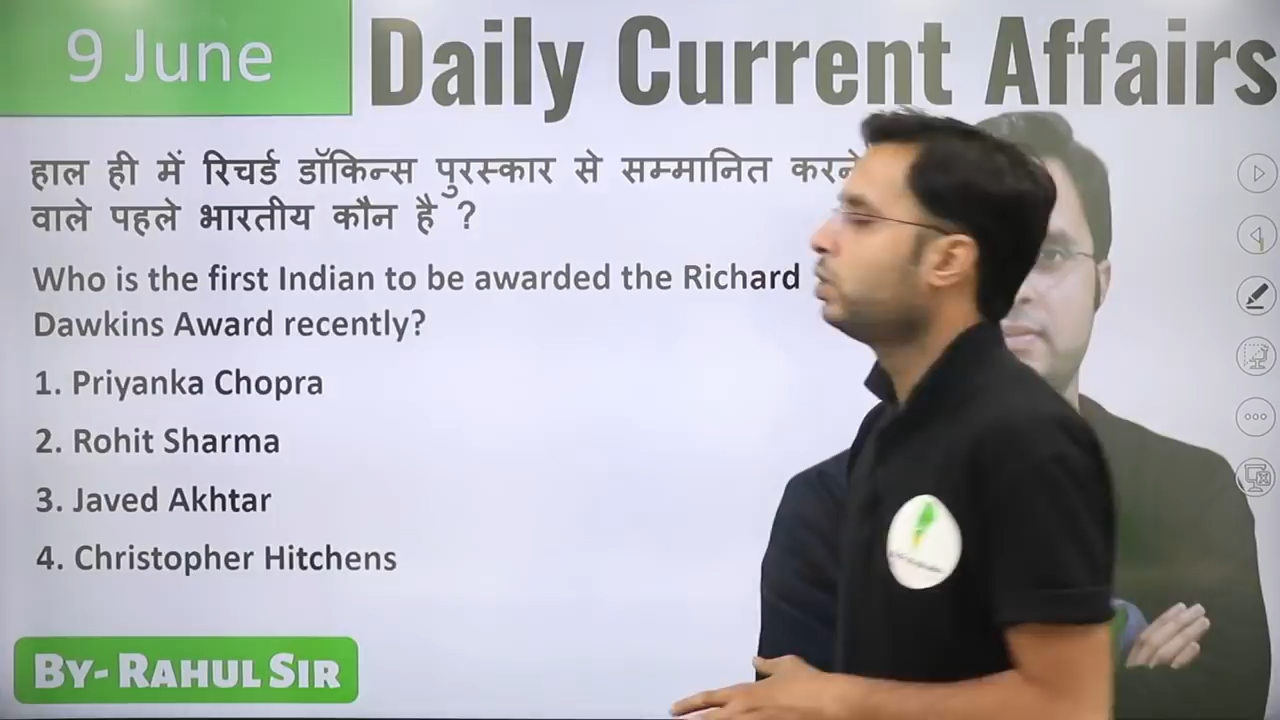 9 June
Daily Current Affairs
हाल ही में रिचर्ड डॉकिन्स पुरस्कार से सम्मानित करने
वाले पहले भारतीय कौन है ?
Who is the first Indian to be awarded the Richard
Dawkins Award recently?
1. Priyanka Chopra
2. Rohit Sharma
3. Javed Akhtar
4. Christopher Hitchens
By- Rahul Sir